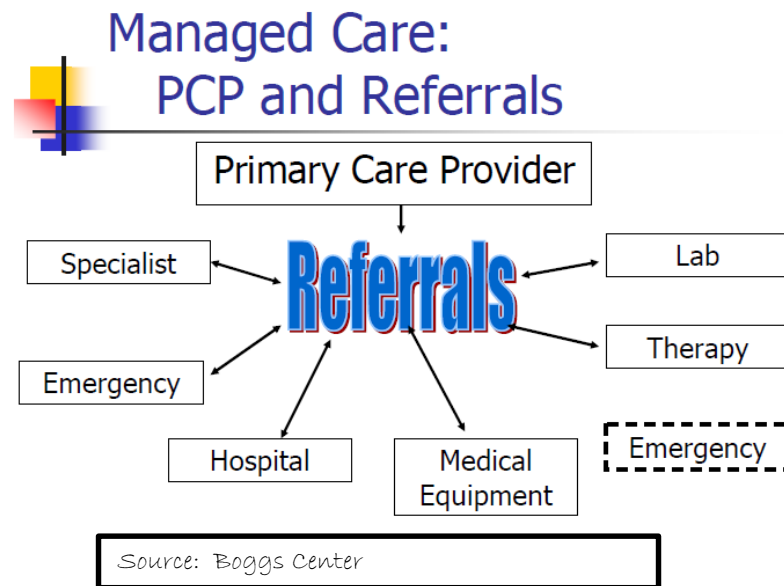 Managed Care:
PCP and Referrals
Primary Care Provider
Referrals
Specialist
Lab
Emergency
Therapy
Hospital
Medical
Equipment
Emergency
Source: Boggs Center